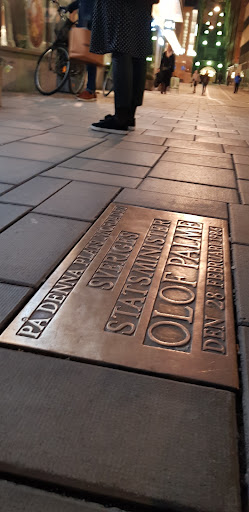 PÅ DENNA PLATS MÖRDADES
SVERIGES
STATSMINISTER
OLOF PALME
DEN 28 FEBRUARI 1986